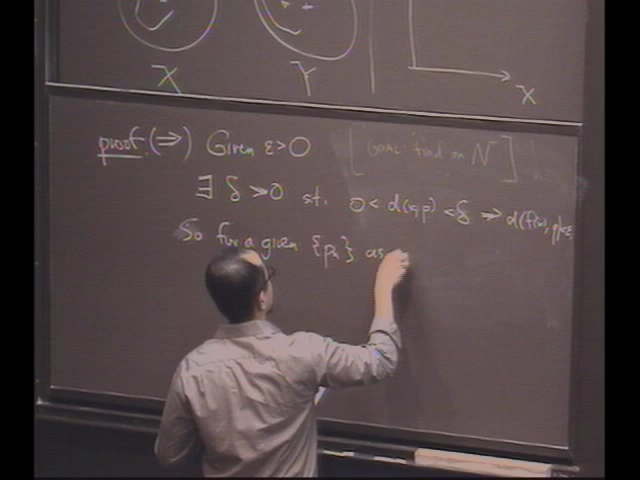 X Y X
proof. (⇒) Given ε>0 [GOAL: find an N]
∃ δ>0 st. 0 < d(x,p) < δ ⇒ d(f(x), p)<ε
So for a given {pn} as